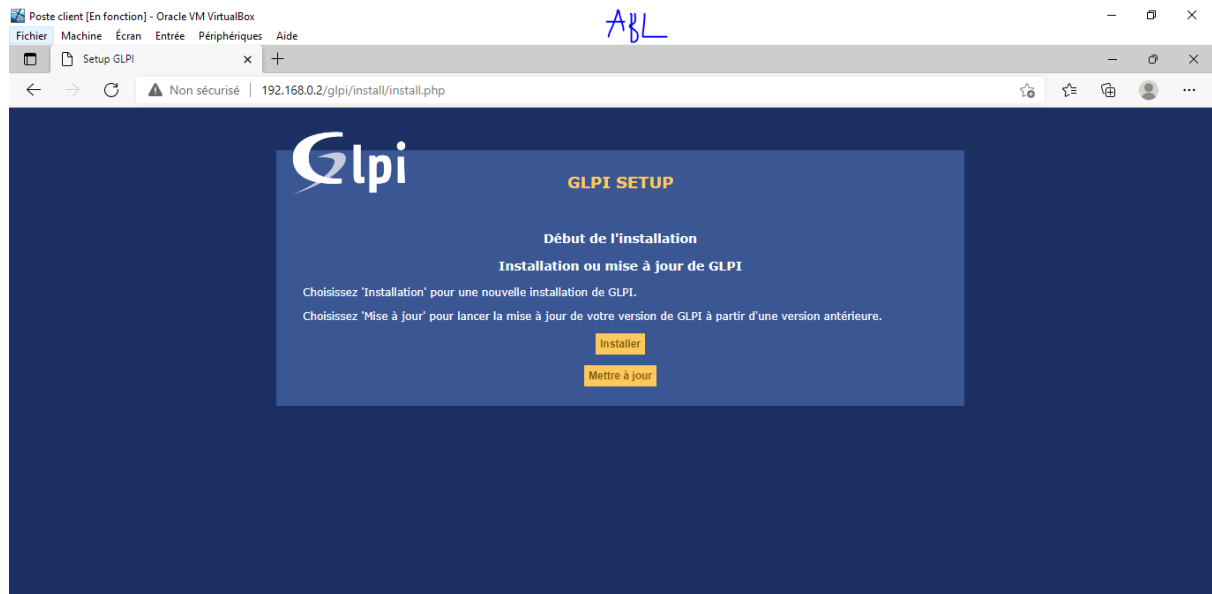 Poste client [En fonction] - Oracle VM VirtualBox
ABL
Fichier Machine Écran Entrée Périphériques Aide
Setup GLPI
Non sécurisé | 192.168.0.2/glpi/install/install.php
Glpi
GLPI SETUP
Début de l'installation
Installation ou mise à jour de GLPI
Choisissez 'Installation' pour une nouvelle installation de GLPI.
Choisissez 'Mise à jour' pour lancer la mise à jour de votre version de GLPI à partir d'une version antérieure.
Installer
Mettre à jour